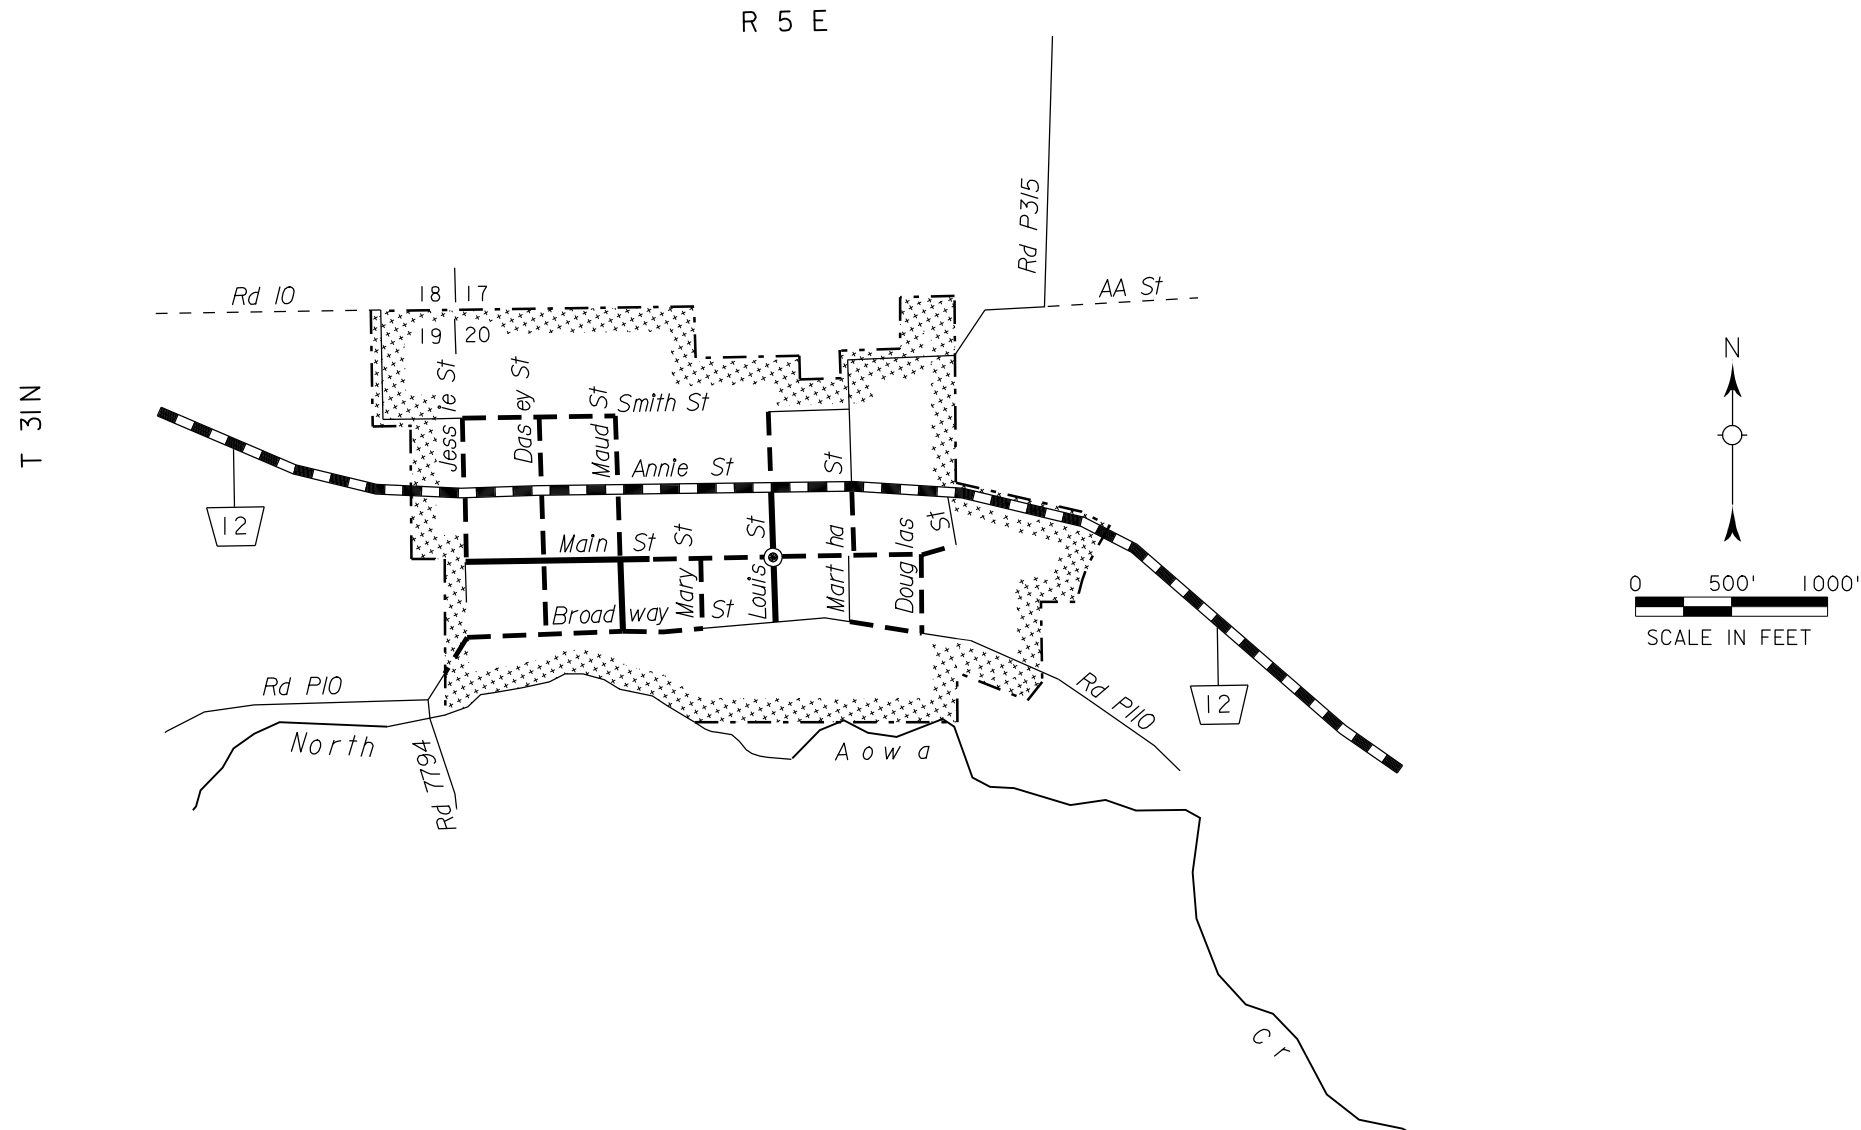 R 5 E
T 31N
Rd P315
Rd 10
AA St
18 17
19 20
Jessie St
Dasey St
Maud St
Smith St
Annie St
12
Main St
Mary St
Louis St
Martha St
Douglas St
Broadway St
Rd P10
Rd P110
12
North Aowa Cr
Rd 7794
N
0 500' 1000'
SCALE IN FEET